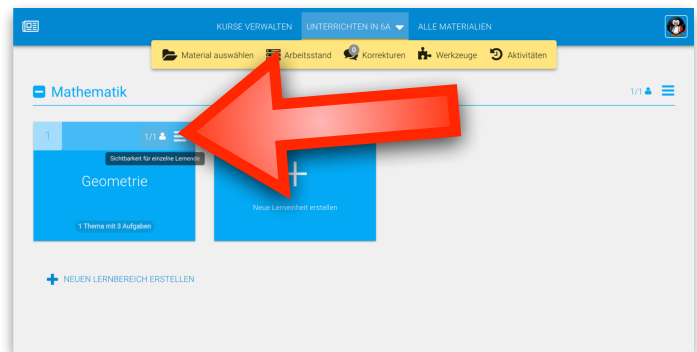 KURSE VERWALTEN UNTERRICHTEN IN 6A ALLE MATERIALIEN
Material auswählen Arbeitsstand 0 Korrekturen Werkzeuge Aktivitäten
Mathematik 1/1
1 1/1
Sichtbarkeit für einzelne Lernende
Geometrie
Neue Lerneinheit erstellen
1 Thema mit 3 Aufgaben
NEUEN LERNBEREICH ERSTELLEN